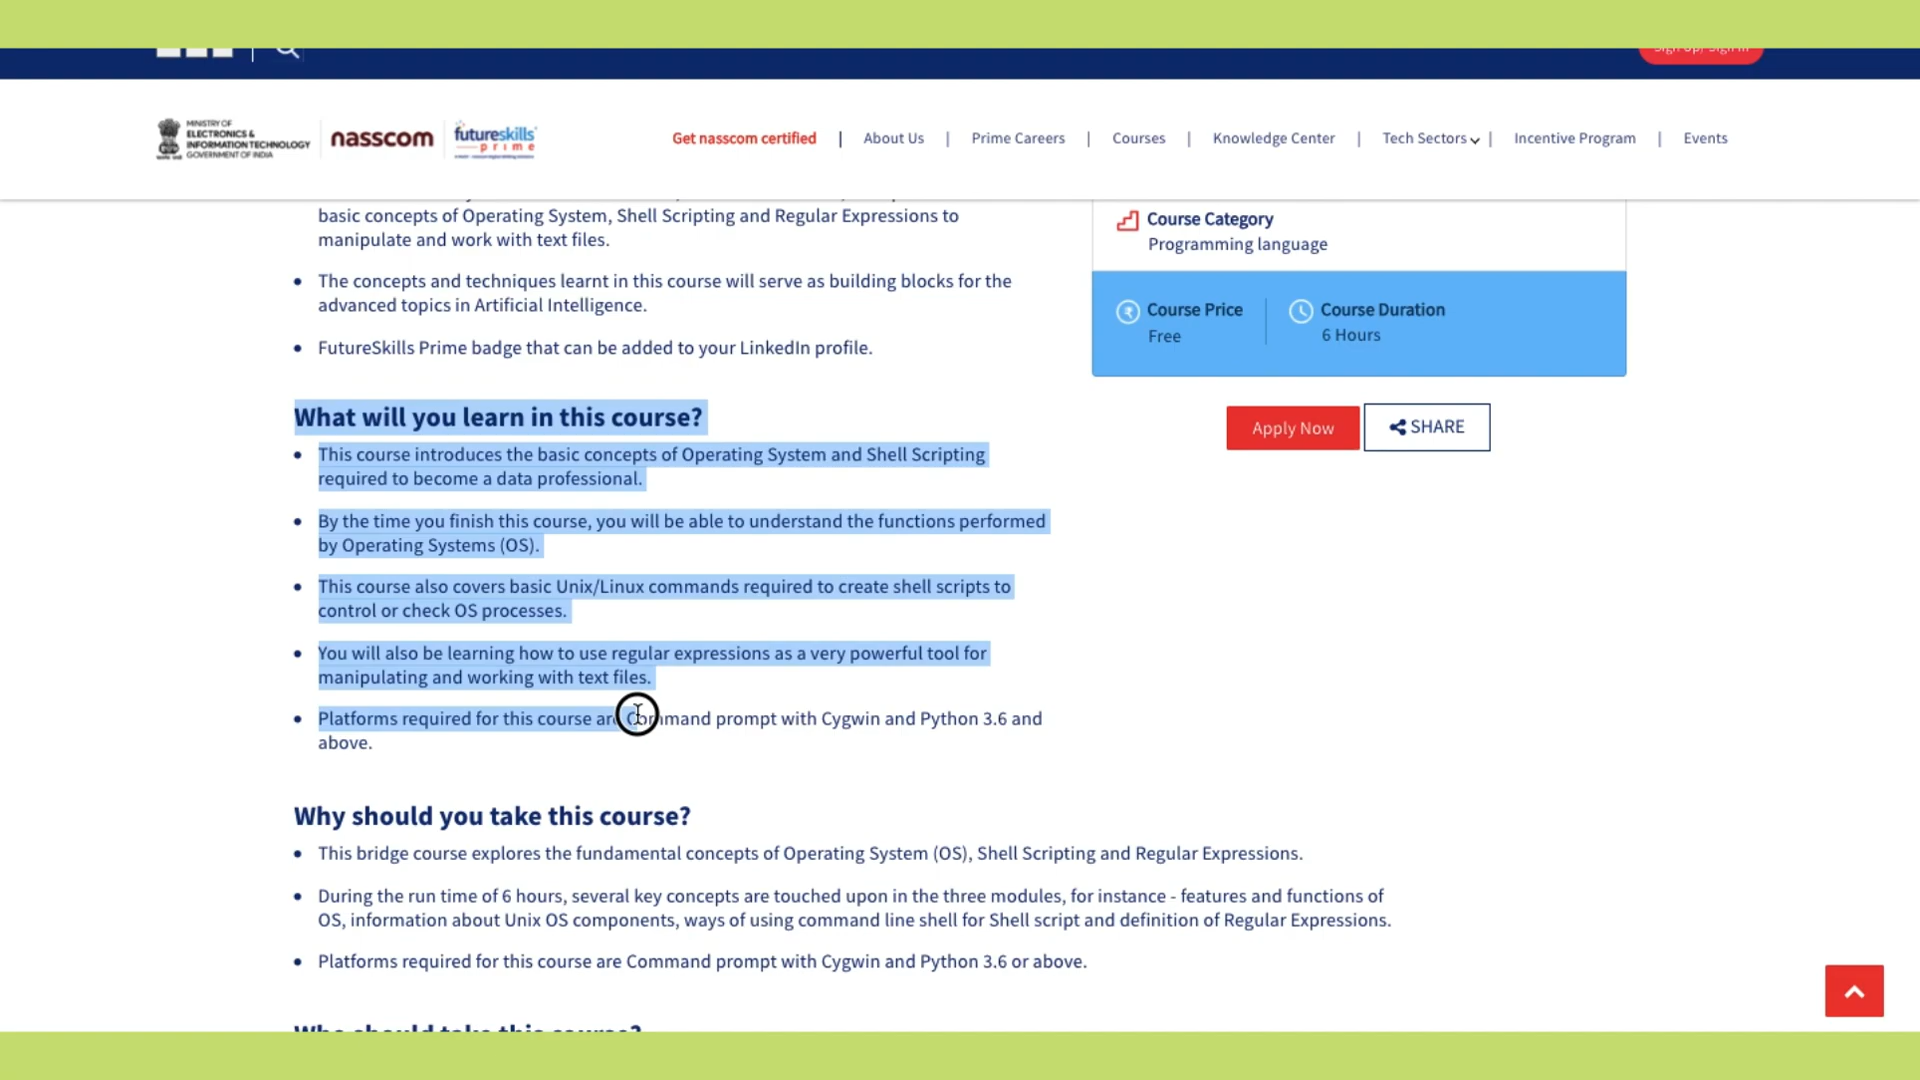 Sign Up/ Sign In
MINISTRY OF
ELECTRONICS &
INFORMATION TECHNOLOGY
GOVERNMENT OF INDIA
nasscom
futureskills
prime
Get nasscom certified | About Us | Prime Careers | Courses | Knowledge Center | Tech Sectors | Incentive Program | Events
basic concepts of Operating System, Shell Scripting and Regular Expressions to
manipulate and work with text files.
The concepts and techniques learnt in this course will serve as building blocks for the
advanced topics in Artificial Intelligence.
FutureSkills Prime badge that can be added to your LinkedIn profile.
Course Category
Programming language
Course Price
Free
Course Duration
6 Hours
Apply Now
SHARE
What will you learn in this course?
This course introduces the basic concepts of Operating System and Shell Scripting
required to become a data professional.
By the time you finish this course, you will be able to understand the functions performed
by Operating Systems (OS).
This course also covers basic Unix/Linux commands required to create shell scripts to
control or check OS processes.
You will also be learning how to use regular expressions as a very powerful tool for
manipulating and working with text files.
Platforms required for this course are Command prompt with Cygwin and Python 3.6 and
above.
Why should you take this course?
This bridge course explores the fundamental concepts of Operating System (OS), Shell Scripting and Regular Expressions.
During the run time of 6 hours, several key concepts are touched upon in the three modules, for instance - features and functions of
OS, information about Unix OS components, ways of using command line shell for Shell script and definition of Regular Expressions.
Platforms required for this course are Command prompt with Cygwin and Python 3.6 or above.
Who should take this course?